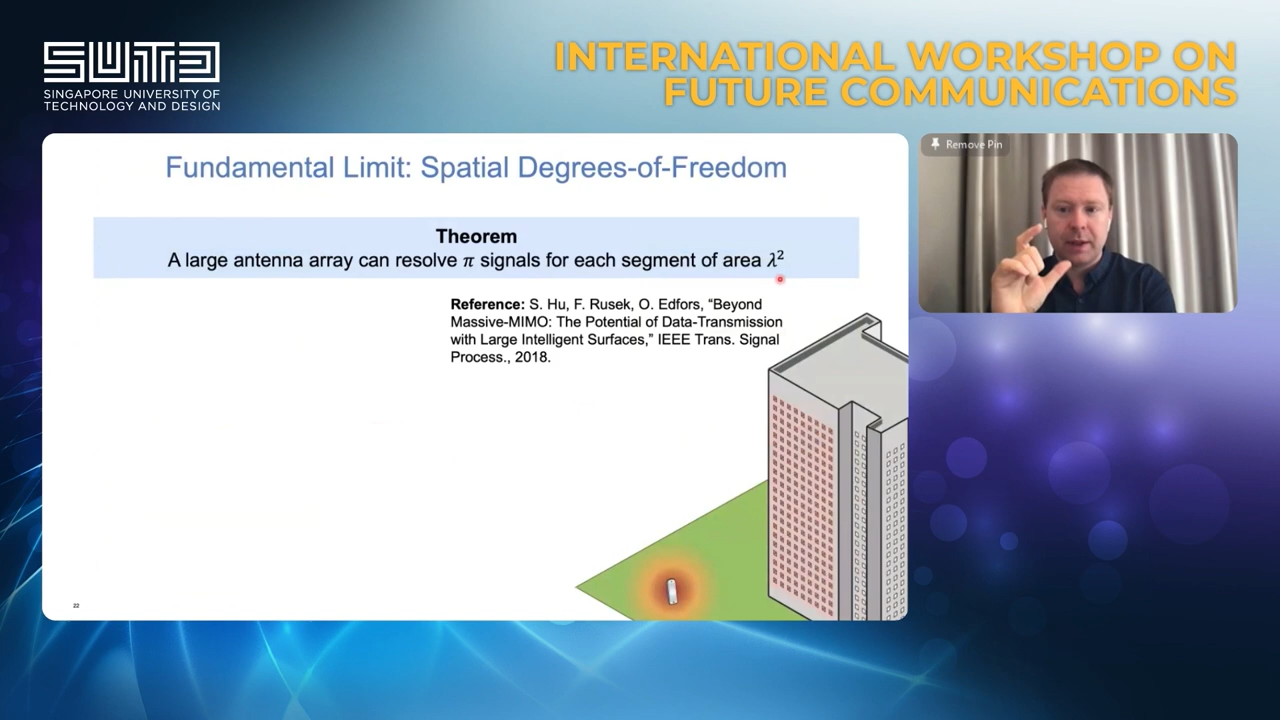 SUTD
SINGAPORE UNIVERSITY OF
TECHNOLOGY AND DESIGN
INTERNATIONAL WORKSHOP ON
FUTURE COMMUNICATIONS
Remove Pin
Fundamental Limit: Spatial Degrees-of-Freedom
Theorem
A large antenna array can resolve π signals for each segment of area λ²
Reference: S. Hu, F. Rusek, O. Edfors, “Beyond
Massive-MIMO: The Potential of Data-Transmission
with Large Intelligent Surfaces,” IEEE Trans. Signal
Process., 2018.
22